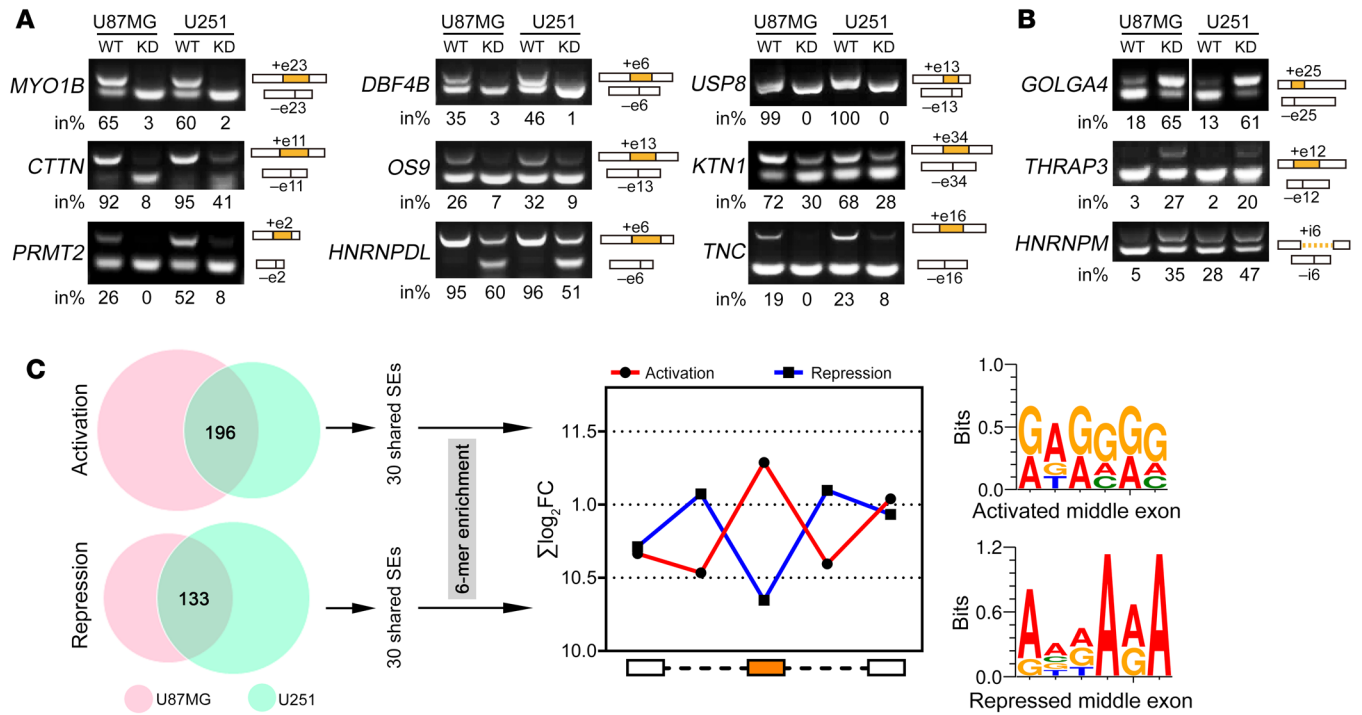 A
U87MG U251
WT KD WT KD
MYO1B
+e23
–e23
in% 65 3 60 2
CTTN
+e11
–e11
in% 92 8 95 41
PRMT2
+e2
–e2
in% 26 0 52 8
U87MG U251
WT KD WT KD
DBF4B
+e6
–e6
in% 35 3 46 1
OS9
+e13
–e13
in% 26 7 32 9
HNRNPDL
+e6
–e6
in% 95 60 96 51
U87MG U251
WT KD WT KD
USP8
+e13
–e13
in% 99 0 100 0
KTN1
+e34
–e34
in% 72 30 68 28
TNC
+e16
–e16
in% 19 0 23 8
B
U87MG U251
WT KD WT KD
GOLGA4
+e25
–e25
in% 18 65 13 61
THRAP3
+e12
–e12
in% 3 27 2 20
HNRNPM
+i6
–i6
in% 5 35 28 47
C
Activation
196
30 shared SEs
Repression
133
30 shared SEs
U87MG
U251
6-mer enrichment
Activation
Repression
∑log2FC
11.5
1.0
10.5
10.0
1.0
0.5
0.0
Bits
GAGGGG
AGAAAA
TCC
Activated middle exon
1.2
0.6
0.0
Bits
AAAAAA
GCGG
GT
T
Repressed middle exon